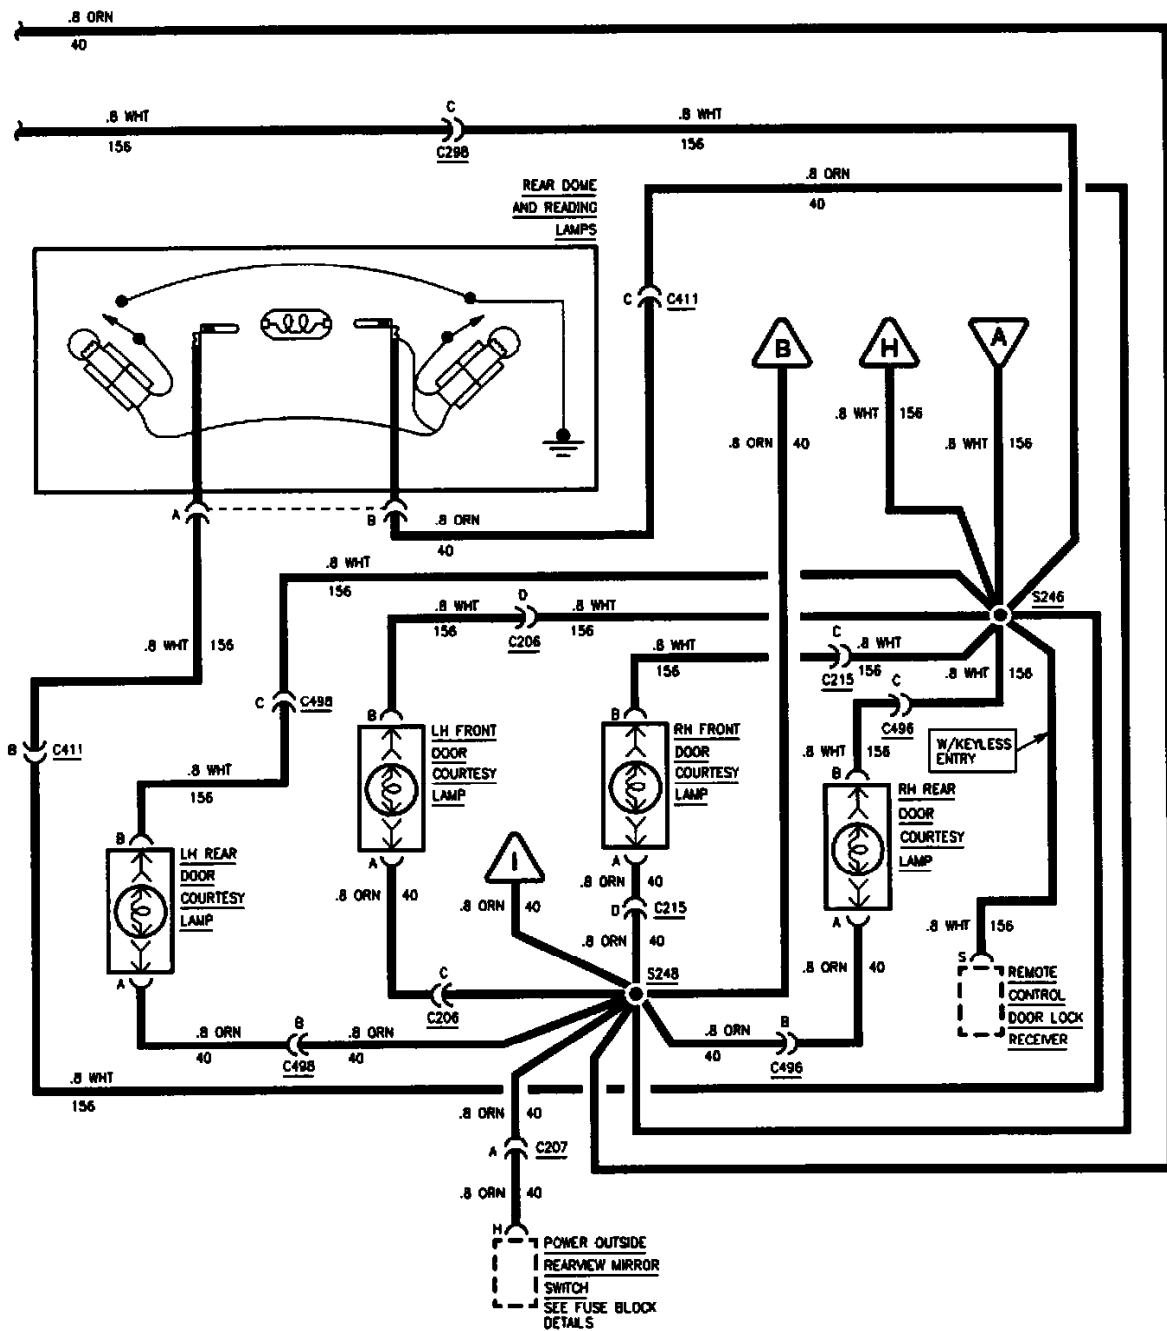 .8 ORN
40
.8 WHT
156
C
C298
.8 WHT
156
.8 ORN
40
REAR DOME
AND READING
LAMPS
C
C411
B
H
A
.8 WHT
156
.8 ORN
40
.8 WHT
156
A
B
.8 ORN
40
.8 WHT
156
S246
.8 WHT
156
D
C206
.8 WHT
156
.8 WHT
156
.8 WHT
156
C
C215
.8 WHT
156
.8 WHT
156
C
C498
C
C496
B
C411
B
LH FRONT
DOOR
COURTESY
LAMP
B
RH FRONT
DOOR
COURTESY
LAMP
W/KEYLESS
ENTRY
.8 WHT
156
.8 WHT
156
B
RH REAR
DOOR
COURTESY
LAMP
B
LH REAR
DOOR
COURTESY
LAMP
A
.8 ORN
40
I
.8 ORN
40
A
.8 ORN
40
D
C215
.8 ORN
40
A
.8 WHT
156
S
REMOTE
CONTROL
DOOR LOCK
RECEIVER
.8 ORN
40
S248
C
C206
A
.8 ORN
40
B
C498
.8 ORN
40
.8 ORN
40
B
C496
.8 WHT
156
.8 ORN
40
A
C207
.8 ORN
40
H
POWER OUTSIDE
REARVIEW MIRROR
SWITCH
SEE FUSE BLOCK
DETAILS